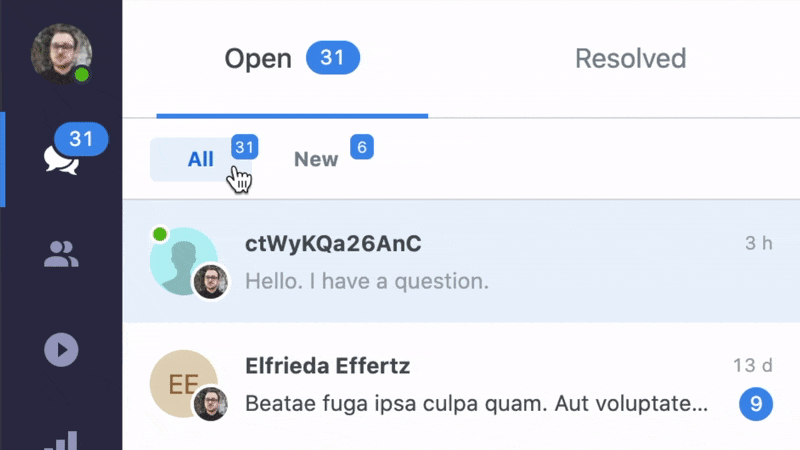 Open 31 Resolved
31
All 31 New 6
ctWyKQa26AnC 3 h
Hello. I have a question.
Elfrieda Effertz 13 d
EE
Beatae fuga ipsa culpa quam. Aut voluptate... 9